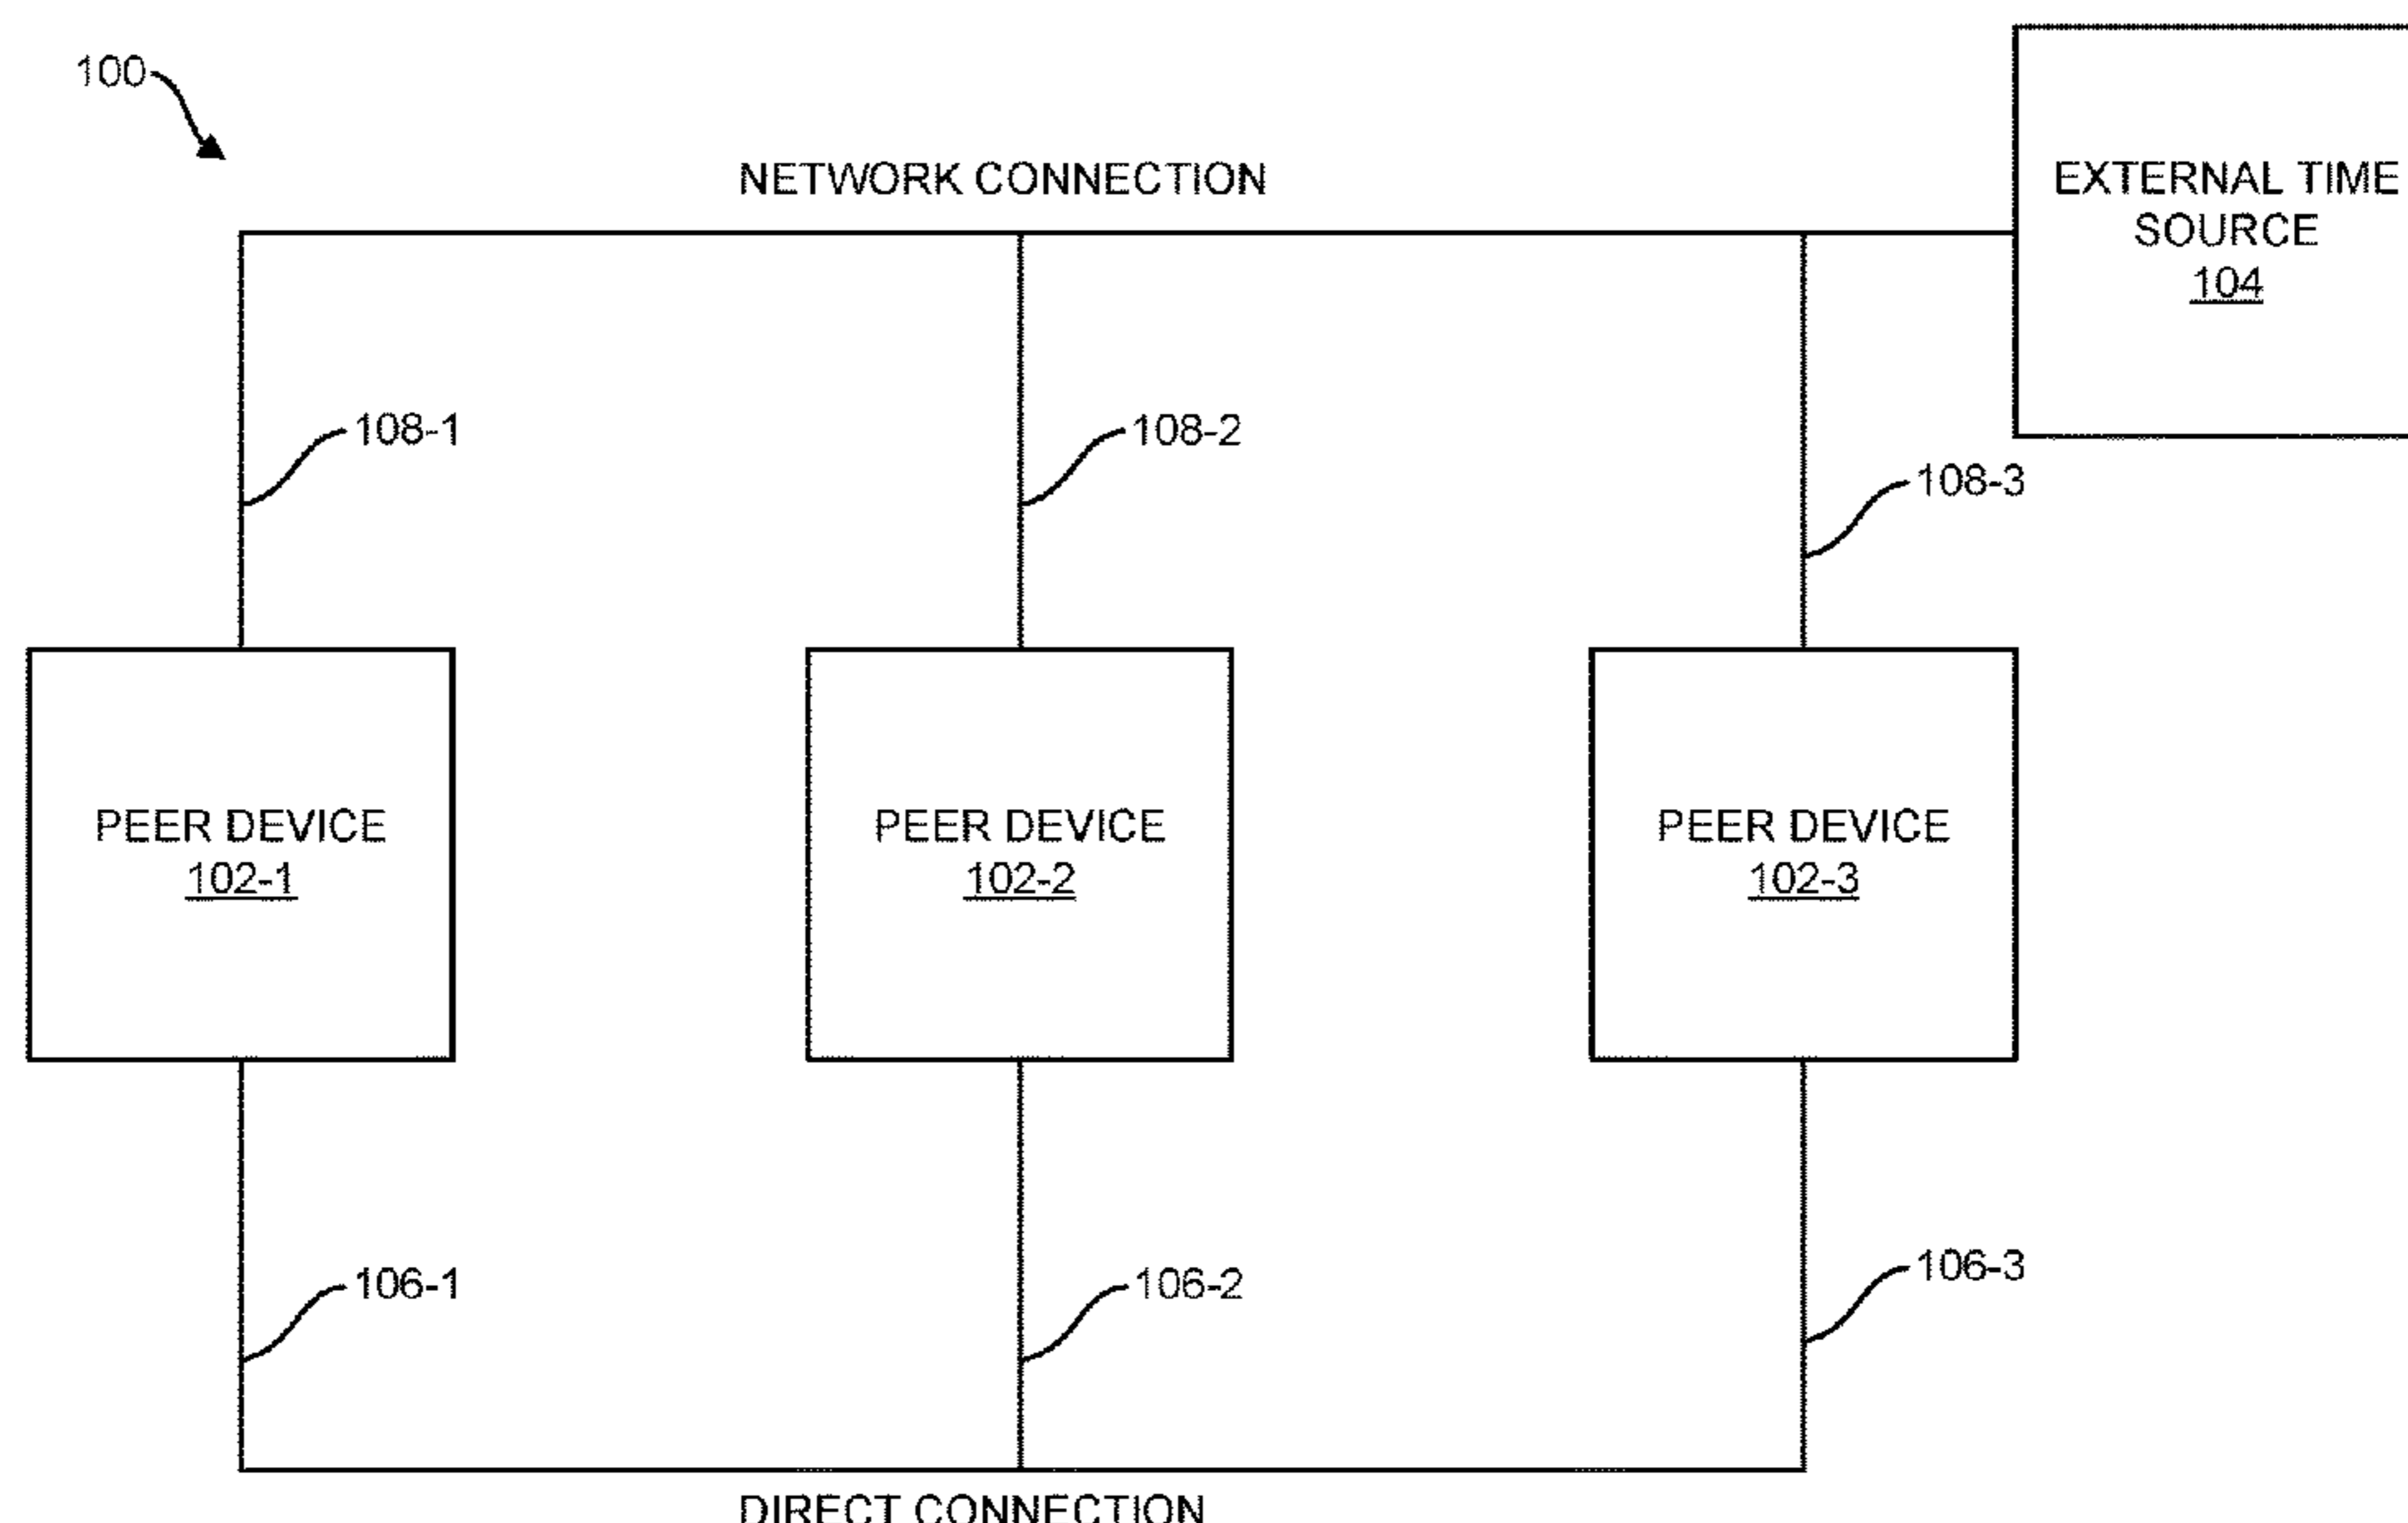 100
NETWORK CONNECTION
EXTERNAL TIME
SOURCE
104
108-1
108-2
108-3
PEER DEVICE
102-1
PEER DEVICE
102-2
PEER DEVICE
102-3
106-1
106-2
106-3
DIRECT CONNECTION